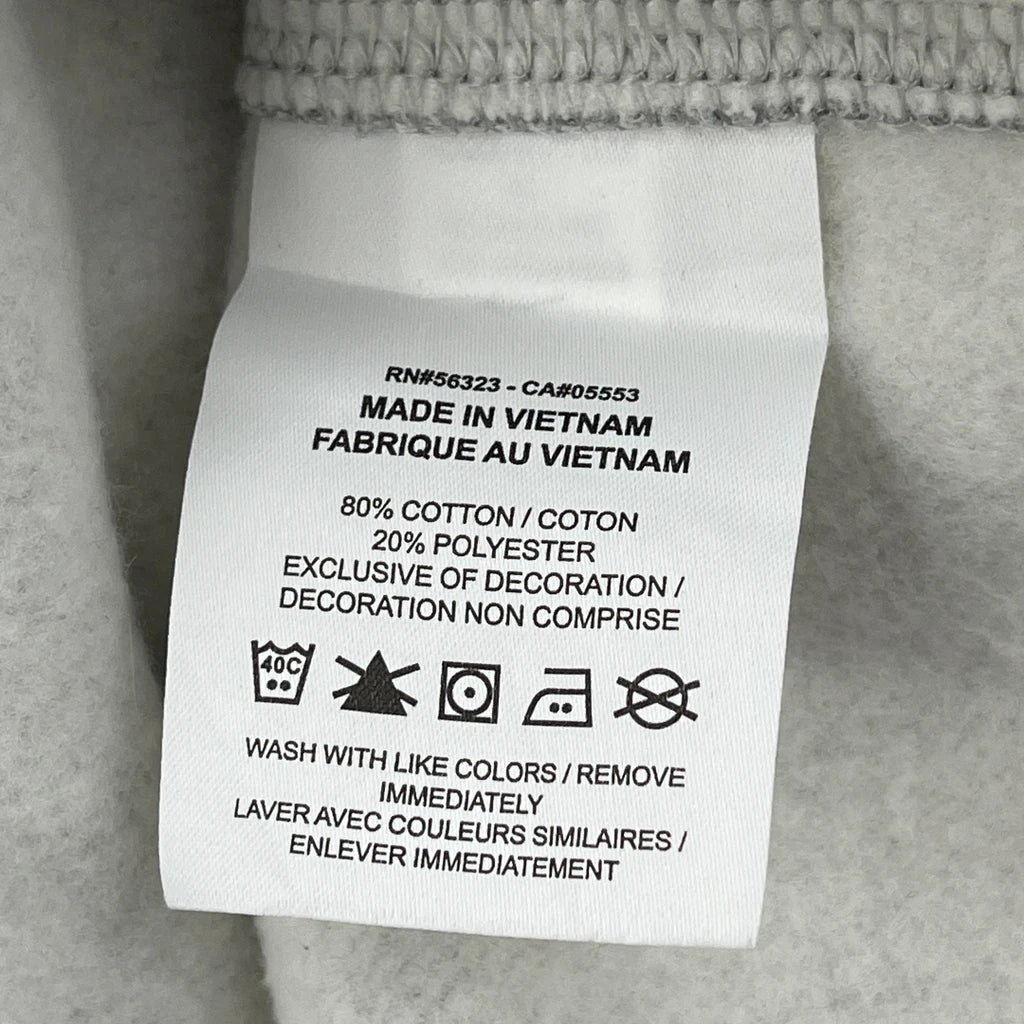 RN#56323 - CA#05553
MADE IN VIETNAM
FABRIQUE AU VIETNAM
80% COTTON / COTON
20% POLYESTER
EXCLUSIVE OF DECORATION /
DECORATION NON COMPRISE
40C
WASH WITH LIKE COLORS / REMOVE
IMMEDIATELY
LAVER AVEC COULEURS SIMILAIRES /
ENLEVER IMMEDIATEMENT